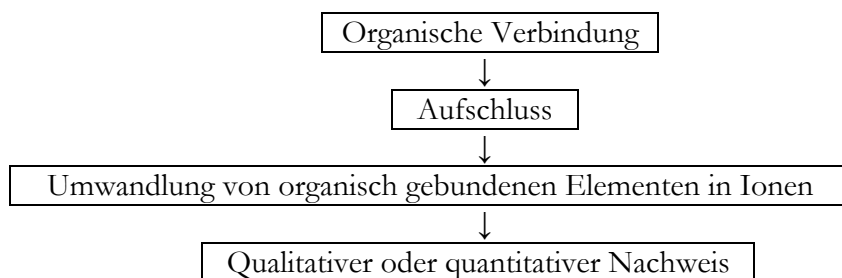 Organische Verbindung
↓
Aufschluss
↓
Umwandlung von organisch gebundenen Elementen in Ionen
↓
Qualitativer oder quantitativer Nachweis